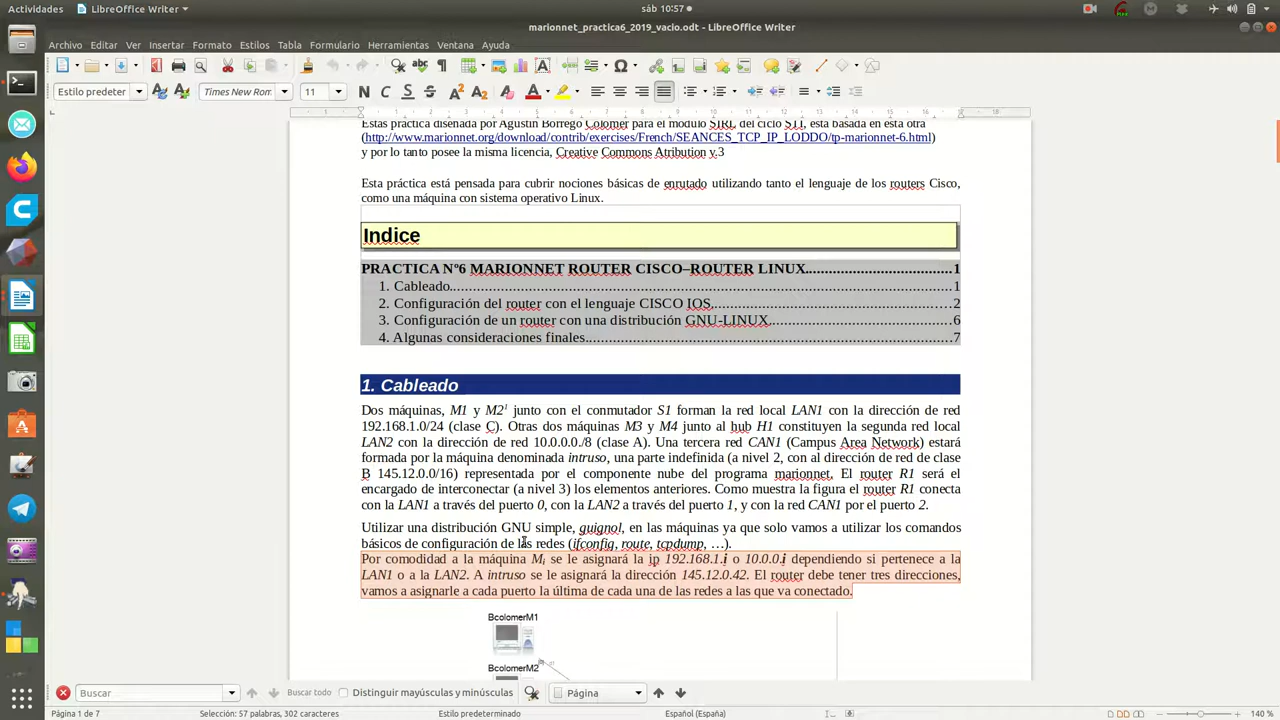 Actividades
sáb 10:57
marionnet_practica6_2019_vacio.odt - LibreOffice Writer
Archivo Editar Ver Insertar Formato Estilos Tabla Formulario Herramientas Ventana Ayuda
Estilo predeter
Times New Rom
11
N C S S
Estas práctica diseñada por Agustín Borrego Colomer para el modulo SIRL del ciclo STI, esta basada en esta otra
(http://www.marionnet.org/download/contrib/exercises/French/SEANCES_TCP_IP_LODDO/tp-marionnet-6.html)
y por lo tanto posee la misma licencia, Creative Commons Atribution v.3
Esta práctica está pensada para cubrir nociones básicas de enrutado utilizando tanto el lenguaje de los routers Cisco,
como una máquina con sistema operativo Linux.
Indice
PRACTICA Nº6 MARIONNET ROUTER CISCO–ROUTER LINUX 1
1. Cableado 1
2. Configuración del router con el lenguaje CISCO IOS 2
3. Configuración de un router con una distribución GNU-LINUX 6
4. Algunas consideraciones finales 7
1. Cableado
Dos máquinas, M1 y M2¹ junto con el conmutador S1 forman la red local LAN1 con la dirección de red
192.168.1.0/24 (clase C). Otras dos máquinas M3 y M4 junto al hub H1 constituyen la segunda red local
LAN2 con la dirección de red 10.0.0.0./8 (clase A). Una tercera red CAN1 (Campus Area Network) estará
formada por la máquina denominada intruso, una parte indefinida (a nivel 2, con al dirección de red de clase
B 145.12.0.0/16) representada por el componente nube del programa marionnet. El router R1 será el
encargado de interconectar (a nivel 3) los elementos anteriores. Como muestra la figura el router R1 conecta
con la LAN1 a través del puerto 0, con la LAN2 a través del puerto 1, y con la red CAN1 por el puerto 2.
Utilizar una distribución GNU simple, guignol, en las máquinas ya que solo vamos a utilizar los comandos
básicos de configuración de las redes (ifconfig, route, tcpdump, …).
Por comodidad a la máquina Mi se le asignará la ip 192.168.1.i o 10.0.0.i dependiendo si pertenece a la
LAN1 o a la LAN2. A intruso se le asignará la dirección 145.12.0.42. El router debe tener tres direcciones,
vamos a asignarle a cada puerto la última de cada una de las redes a las que va conectado.
BcolomerM1
BcolomerM2
Buscar
Buscar todo
Distinguir mayúsculas y minúsculas
Página
Página 1 de 7
Selección: 57 palabras, 302 caracteres
Estilo predeterminado
Español (España)
140 %